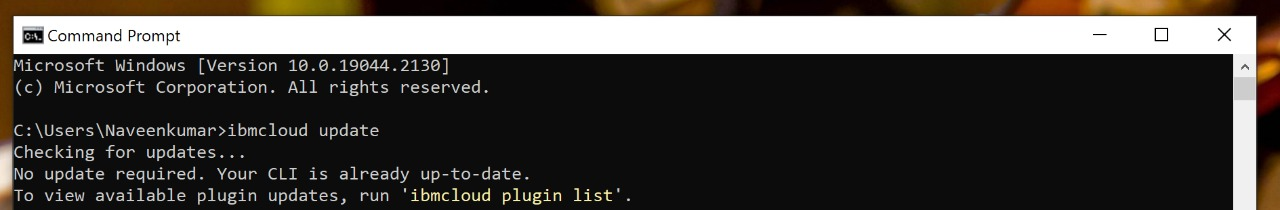 Command Prompt
Microsoft Windows [Version 10.0.19044.2130]
(c) Microsoft Corporation. All rights reserved.
C:\Users\Naveenkumar>ibmcloud update
Checking for updates...
No update required. Your CLI is already up-to-date.
To view available plugin updates, run 'ibmcloud plugin list'.